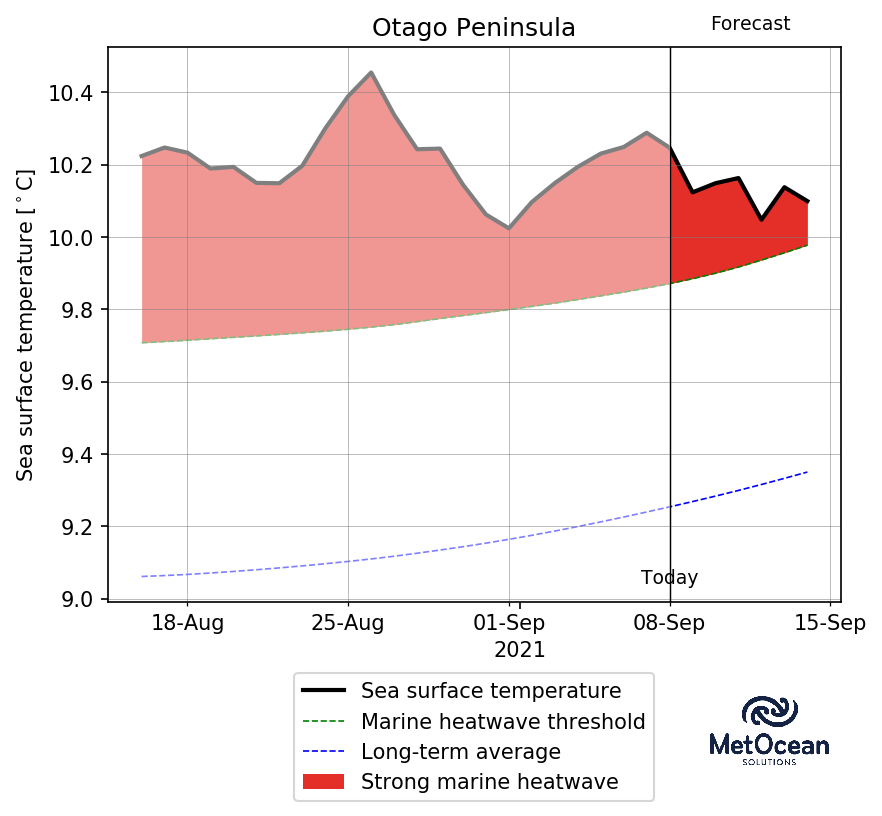 Otago Peninsula
Forecast
Sea surface temperature [°C]
10.4
10.2
10.0
9.8
9.6
9.4
9.2
9.0
Today
18-Aug 25-Aug 01-Sep 08-Sep 15-Sep
2021
Sea surface temperature
Marine heatwave threshold
Long-term average
Strong marine heatwave
MetOcean
SOLUTIONS